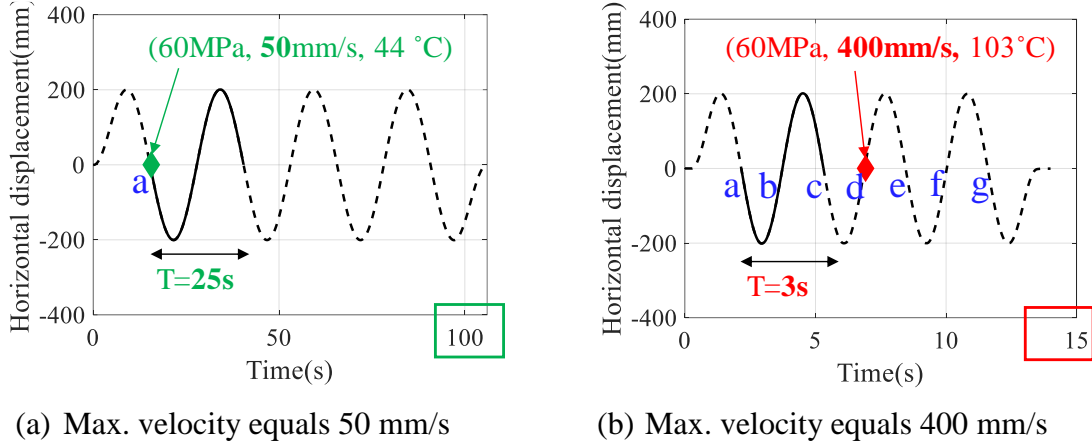 400
200
0
-200
-400
Horizontal displacement(mm)
(60MPa, 50mm/s, 44 ˚C)
a
T=25s
0
50
100
Time(s)
(a) Max. velocity equals 50 mm/s
400
200
0
-200
-400
Horizontal displacement(mm)
(60MPa, 400mm/s, 103˚C)
a b c d e f g
T=3s
0
5
10
15
Time(s)
(b) Max. velocity equals 400 mm/s